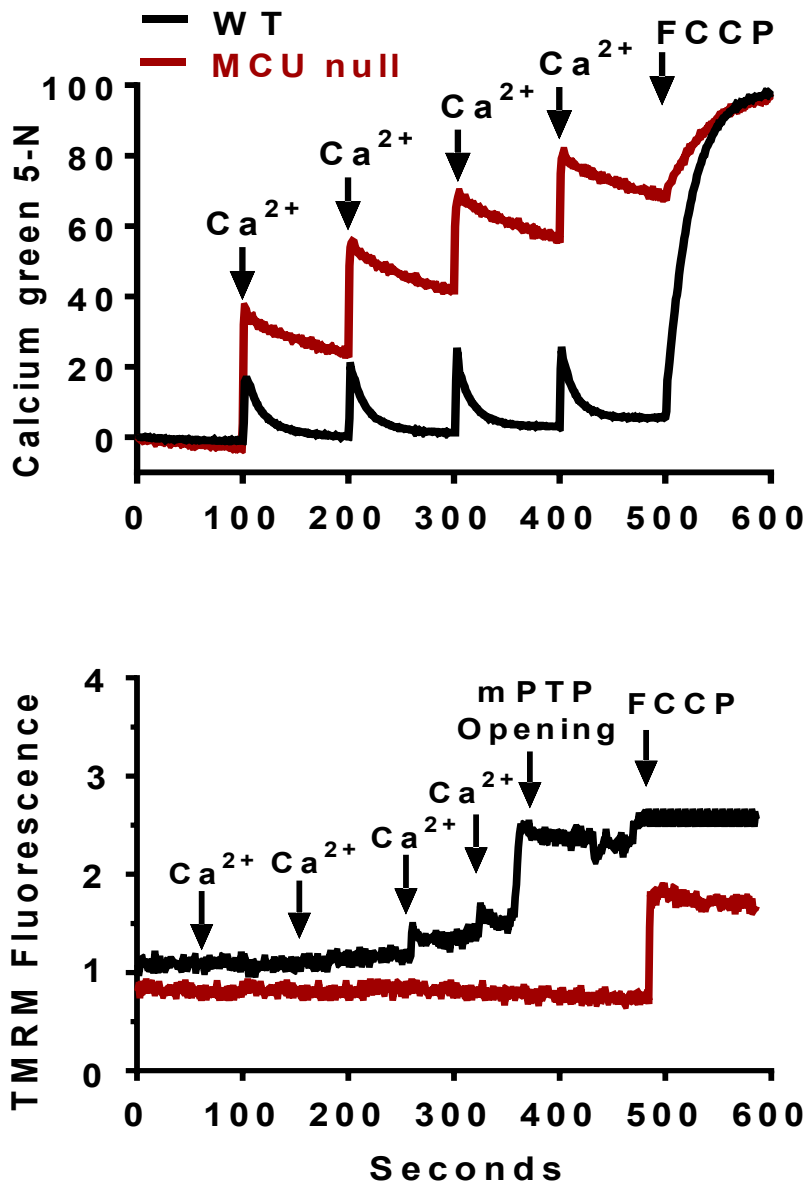 WT
MCU null
FCCP
Ca2+
Ca2+
Ca2+
Ca2+
Calcium green 5-N
100
80
60
40
20
0
0 100 200 300 400 500 600
mPTP
Opening
FCCP
Ca2+
Ca2+
Ca2+
Ca2+
TMRM Fluorescence
4
3
2
1
0
0 100 200 300 400 500 600
Seconds